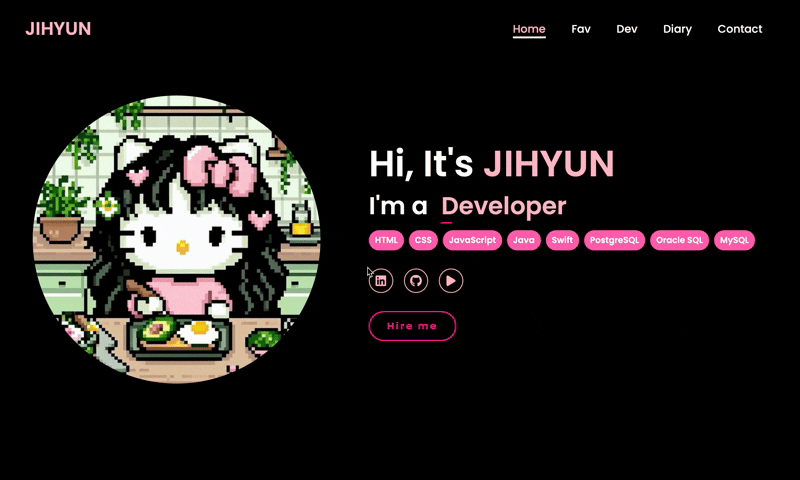 JIHYUN
Home Fav Dev Diary Contact
Hi, It's JIHYUN
I'm a Developer
HTML CSS JavaScript Java Swift PostgreSQL Oracle SQL MySQL
in
Hire me